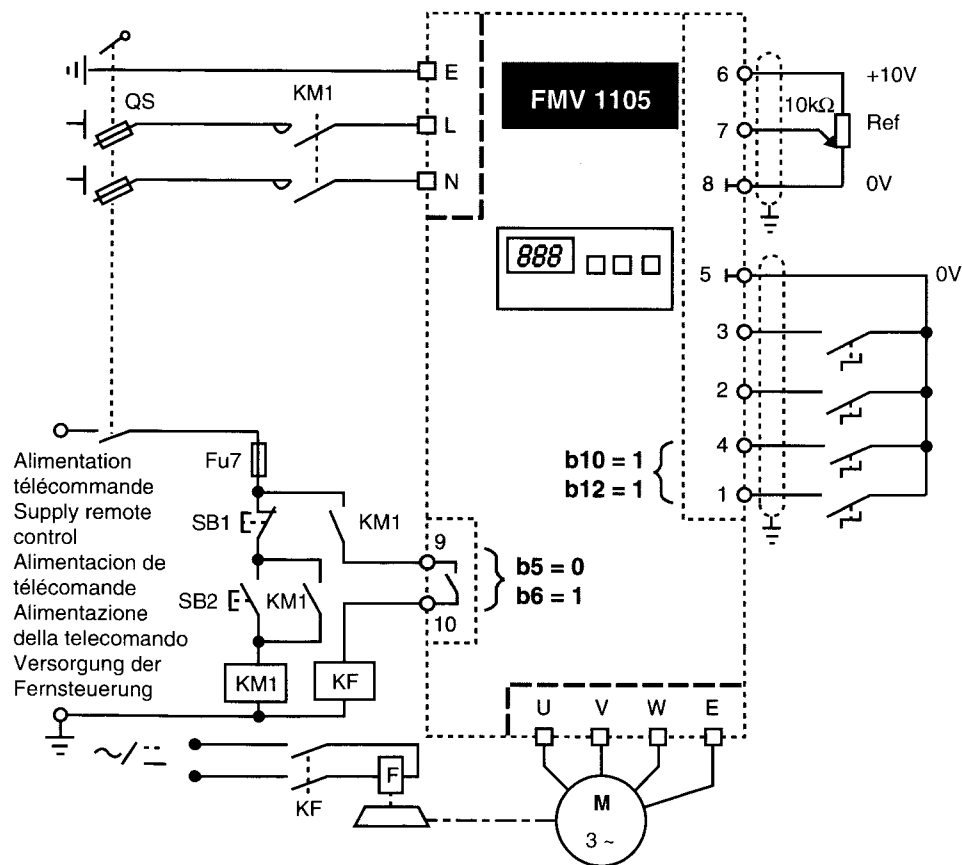 E
FMV 1105
6
+10V
QS
KM1
10kΩ
L
7
Ref
N
8
0V
888
5
0V
3
2
Alimentation
télécommande
Supply remote
control
Alimentacion de
télécomande
Alimentazione
della telecomando
Versorgung der
Fernsteuerung
Fu7
b10 = 1
b12 = 1
4
1
SB1
KM1
9
b5 = 0
b6 = 1
SB2
KM1
10
KM1
KF
U V W E
~/
F
KF
M
3 ~